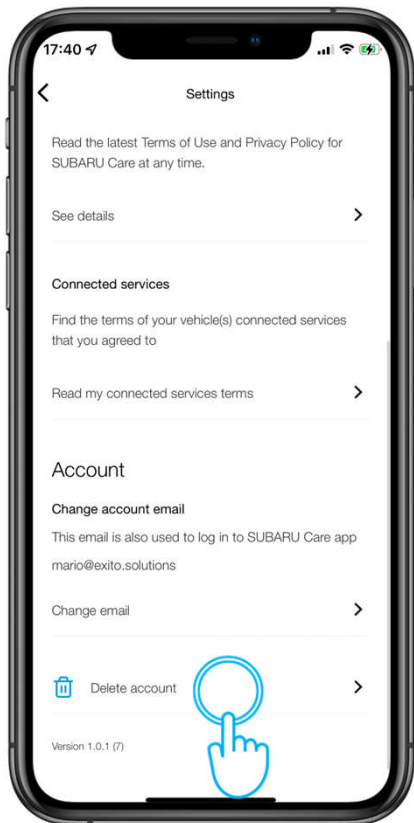 17:40
Settings
Read the latest Terms of Use and Privacy Policy for
SUBARU Care at any time.
See details
Connected services
Find the terms of your vehicle(s) connected services
that you agreed to
Read my connected services terms
Account
Change account email
This email is also used to log in to SUBARU Care app
mario@exito.solutions
Change email
Delete account
Version 1.0.1 (7)